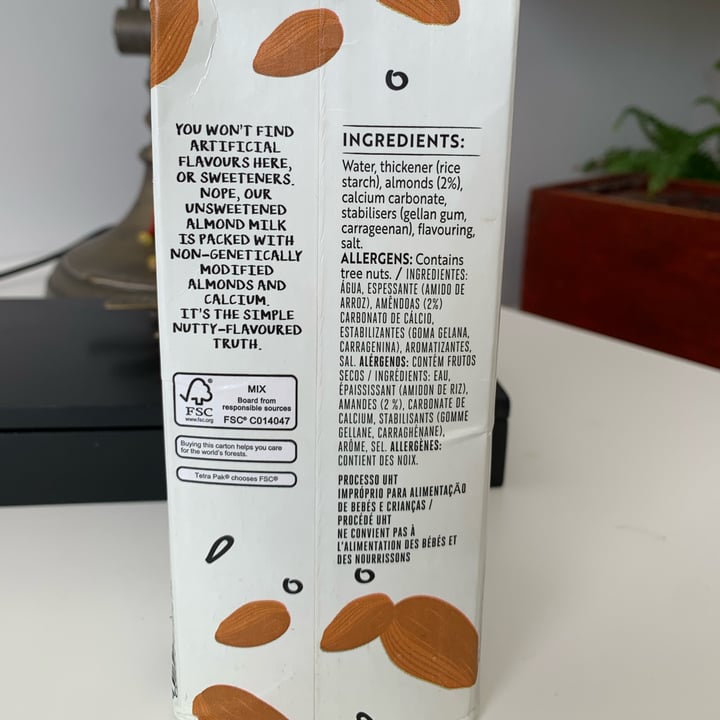 YOU WON'T FIND
ARTIFICIAL
FLAVOURS HERE,
OR SWEETENERS.
NOPE, OUR
UNSWEETENED
ALMOND MILK
IS PACKED WITH
NON-GENETICALLY
MODIFIED
ALMONDS AND
CALCIUM.
IT'S THE SIMPLE
NUTTY-FLAVOURED
TRUTH.
FSC
www.fsc.org
MIX
Board from
responsible sources
FSC® C014047
Buying this carton helps you care
for the world's forests.
Tetra Pak® chooses FSC®
INGREDIENTS:
Water, thickener (rice
starch), almonds (2%),
calcium carbonate,
stabilisers (gellan gum,
carrageenan), flavouring,
salt.
ALLERGENS: Contains
tree nuts. / INGREDIENTES:
ÁGUA, ESPESSANTE (AMIDO DE
ARROZ), AMÊNDOAS (2%)
CARBONATO DE CÁLCIO,
ESTABILIZANTES (GOMA GELANA,
CARRAGENINA), AROMATIZANTES,
SAL. ALÉRGENOS: CONTÉM FRUTOS
SECOS / INGRÉDIENTS: EAU,
ÉPAISSISSANT (AMIDON DE RIZ),
AMANDES (2 %), CARBONATE DE
CALCIUM, STABILISANTS (GOMME
GELLANE, CARRAGHÉNANE),
ARÔME, SEL. ALLERGÈNES:
CONTIENT DES NOIX.
PROCESSO UHT
IMPRÓPRIO PARA ALIMENTAÇÃO
DE BEBÉS E CRIANÇAS /
PROCÉDÉ UHT
NE CONVIENT PAS À
L'ALIMENTATION DES BÉBÉS ET
DES NOURRISSONS